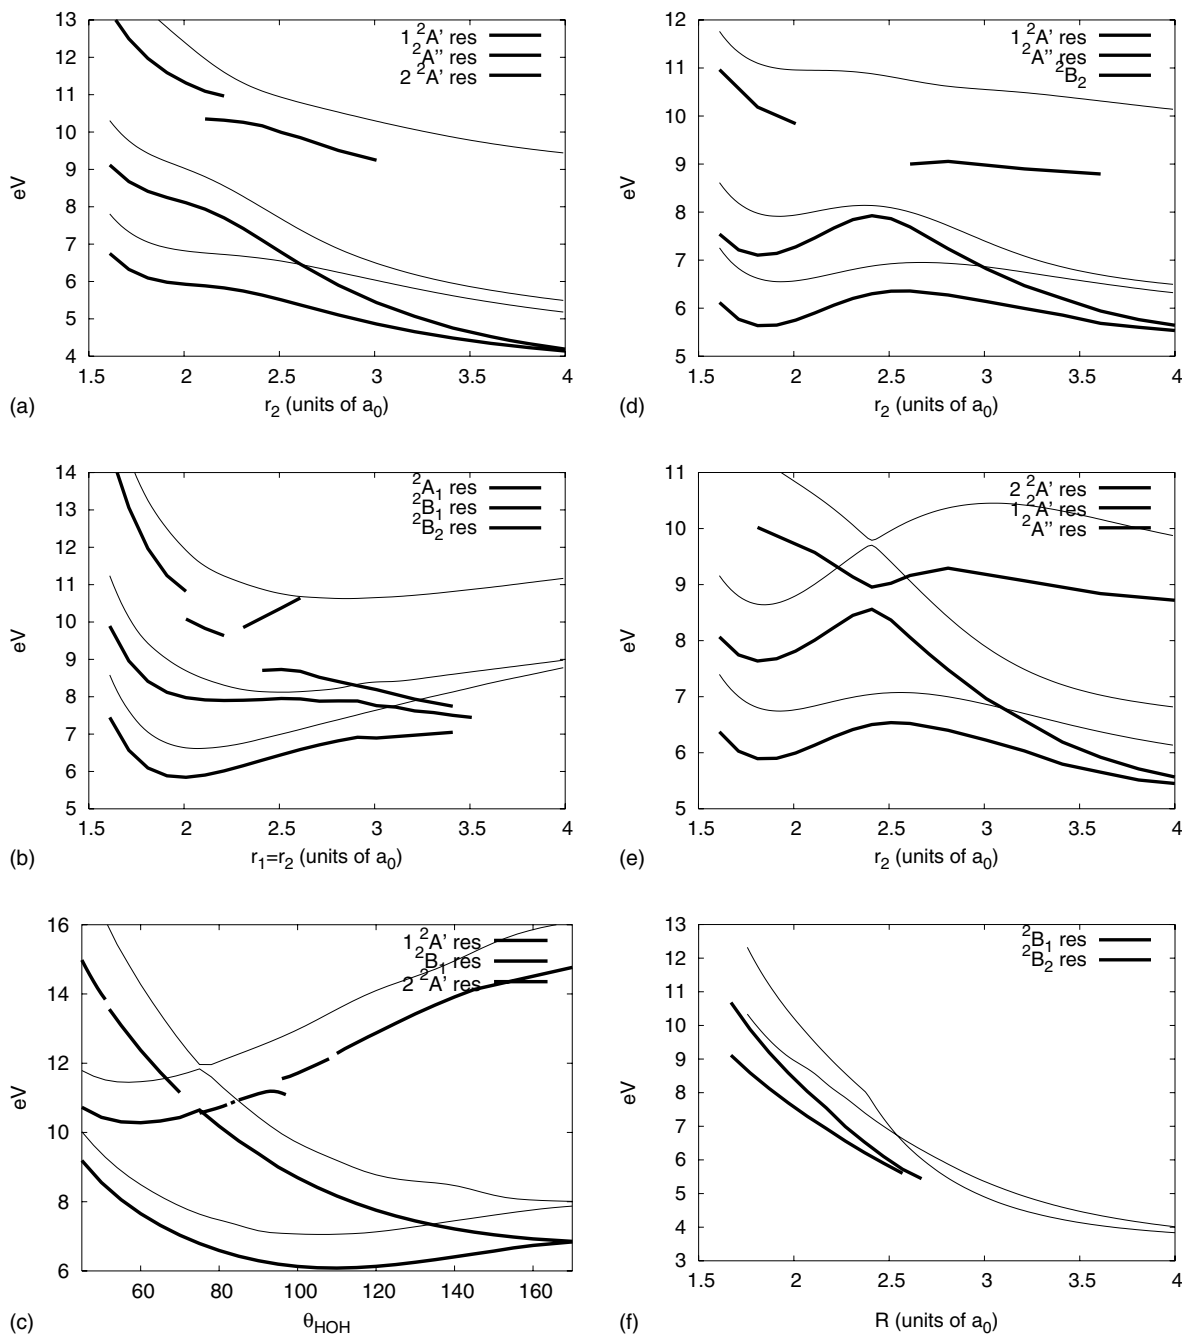 13
12
11
10
9
8
7
6
5
4
eV
1 ²A' res
²A'' res
2 ²A' res
1.5 2 2.5 3 3.5 4
(a) r₂ (units of a₀)
12
11
10
9
8
7
6
5
eV
1 ²A' res
²A'' res
²B₂
1.5 2 2.5 3 3.5 4
(d) r₂ (units of a₀)
14
13
12
11
10
9
8
7
6
5
eV
²A₁ res
²B₁ res
²B₂ res
1.5 2 2.5 3 3.5 4
(b) r₁=r₂ (units of a₀)
11
10
9
8
7
6
5
eV
2 ²A' res
1 ²A' res
²A'' res
1.5 2 2.5 3 3.5 4
(e) r₂ (units of a₀)
16
14
12
10
8
6
eV
1 ²A' res
²B₁ res
2 ²A' res
60 80 100 120 140 160
(c) θHOH
13
12
11
10
9
8
7
6
5
4
3
eV
²B₁ res
²B₂ res
1.5 2 2.5 3 3.5 4
(f) R (units of a₀)